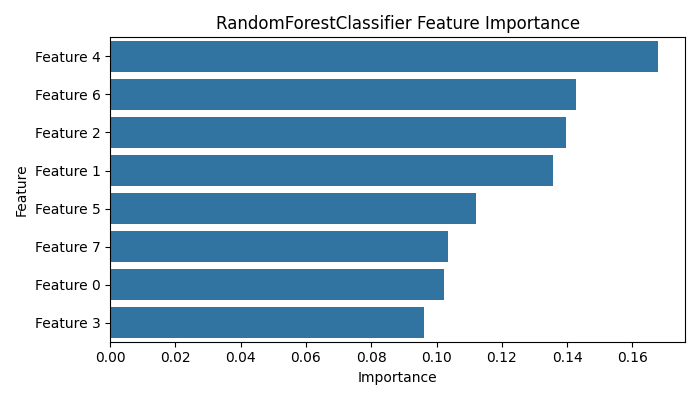 RandomForestClassifier Feature Importance
Feature
Feature 4
Feature 6
Feature 2
Feature 1
Feature 5
Feature 7
Feature 0
Feature 3
0.00 0.02 0.04 0.06 0.08 0.10 0.12 0.14 0.16
Importance